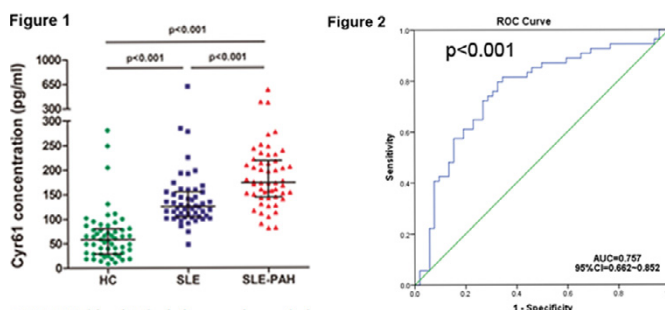 Figure 1
p<0.001
p<0.001
p<0.001
Cyr61 concentration (pg/ml)
1000
650
300
300
250
200
150
100
50
0
HC
SLE
SLE-PAH
Figure 2
ROC Curve
p<0.001
Sensitivity
1.0
0.8
0.6
0.4
0.2
0.0
0.0
0.2
0.4
0.6
0.8
1.0
AUC=0.757
95%CI=0.662~0.852
1 - Specificity